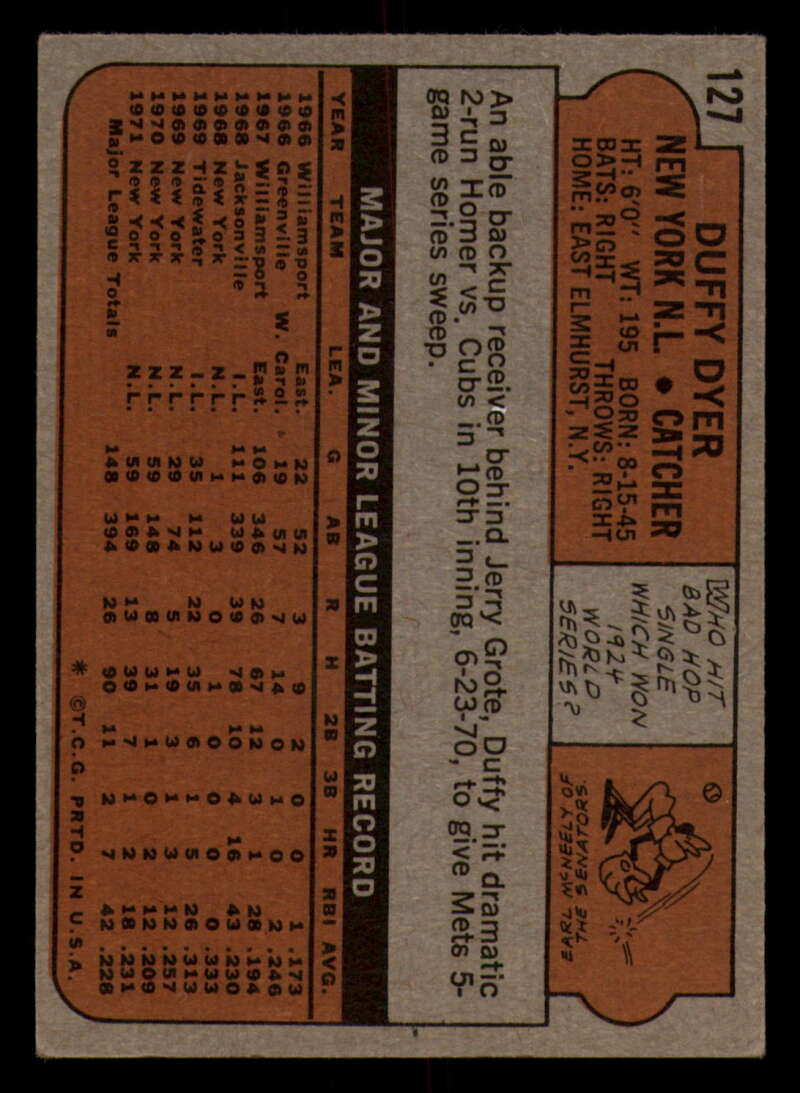 127
DUFFY DYER
NEW YORK N.L. • CATCHER
HT: 6'0" WT: 195 BORN: 8-15-45
BATS: RIGHT THROWS: RIGHT
HOME: EAST ELMHURST, N.Y.
WHO HIT
BAD HOP
SINGLE
WHICH WON
1924
WORLD
SERIES?
EARL McNEELY OF
THE SENATORS.
An able backup receiver behind Jerry Grote, Duffy hit dramatic
2-run Homer vs. Cubs in 10th inning, 6-23-70, to give Mets 5-
game series sweep.
MAJOR AND MINOR LEAGUE BATTING RECORD
YEAR TEAM LEA. G AB R H 2B 3B HR RBI AVG.
1966 Williamsport East. 22 52 3 9 2 0 0 1 .173
1966 Greenville W. Carol. 19 57 7 14 0 1 0 2 .246
1967 Williamsport East. 106 346 26 67 12 3 1 28 .194
1968 Jacksonville I.L. 111 339 39 78 10 4 16 43 .230
1968 New York N.L. 1 3 0 1 0 0 0 0 .333
1969 Tidewater I.L. 35 112 22 35 6 1 5 26 .313
1969 New York N.L. 29 74 5 19 3 1 3 12 .257
1970 New York N.L. 59 148 8 31 1 0 2 12 .209
1971 New York N.L. 59 169 13 39 7 1 2 18 .231
Major League Totals 148 394 26 90 11 2 7 42 .228
* ©T.C.G. PRTD. IN U.S.A.